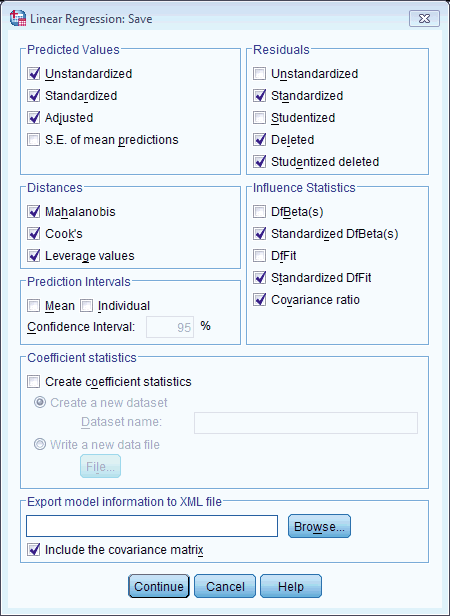 Linear Regression: Save
Predicted Values
Unstandardized
Standardized
Adjusted
S.E. of mean predictions
Residuals
Unstandardized
Standardized
Studentized
Deleted
Studentized deleted
Distances
Mahalanobis
Cook's
Leverage values
Influence Statistics
DfBeta(s)
Standardized DfBeta(s)
DfFit
Standardized DfFit
Covariance ratio
Prediction Intervals
Mean Individual
Confidence Interval: 95 %
Coefficient statistics
Create coefficient statistics
Create a new dataset
Dataset name:
Write a new data file
File...
Export model information to XML file
Browse...
Include the covariance matrix
Continue Cancel Help